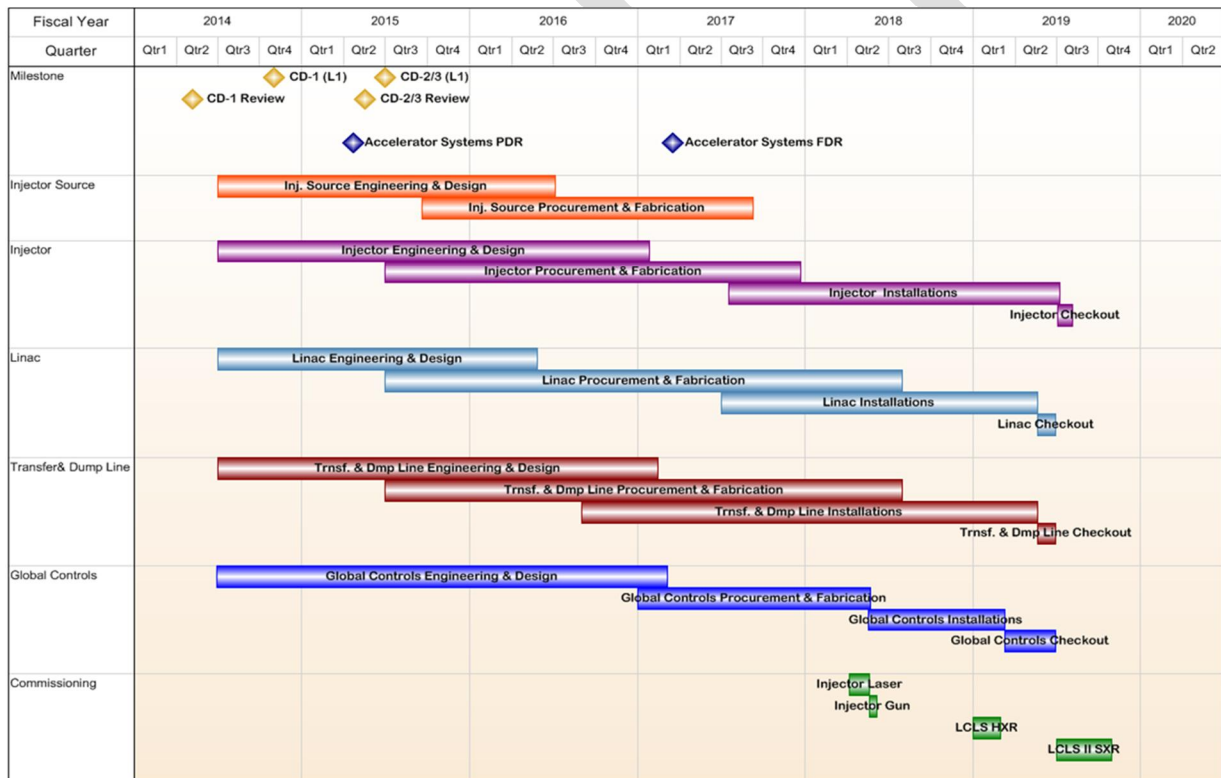 Fiscal Year 2014 2015 2016 2017 2018 2019 2020
Quarter Qtr1 Qtr2 Qtr3 Qtr4 Qtr1 Qtr2 Qtr3 Qtr4 Qtr1 Qtr2 Qtr3 Qtr4 Qtr1 Qtr2 Qtr3 Qtr4 Qtr1 Qtr2 Qtr3 Qtr4 Qtr1 Qtr2 Qtr3 Qtr4 Qtr1 Qtr2
Milestone CD-1 (L1) CD-2/3 (L1)
CD-1 Review CD-2/3 Review
Accelerator Systems PDR Accelerator Systems FDR
Injector Source Inj. Source Engineering & Design
Inj. Source Procurement & Fabrication
Injector Injector Engineering & Design
Injector Procurement & Fabrication
Injector Installations
Injector Checkout
Linac Linac Engineering & Design
Linac Procurement & Fabrication
Linac Installations
Linac Checkout
Transfer& Dump Line Trnsf. & Dmp Line Engineering & Design
Trnsf. & Dmp Line Procurement & Fabrication
Trnsf. & Dmp Line Installations
Trnsf. & Dmp Line Checkout
Global Controls Global Controls Engineering & Design
Global Controls Procurement & Fabrication
Global Controls Installations
Global Controls Checkout
Commissioning Injector Laser
Injector Gun
LCLS HXR
LCLS II SXR